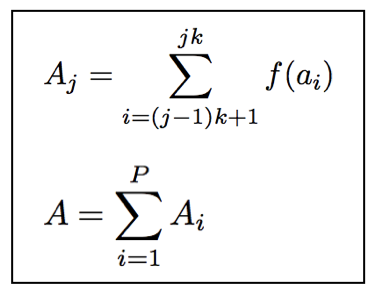 A_j = \sum_{i=(j-1)k+1}^{jk} f(a_i)
A = \sum_{i=1}^{P} A_i